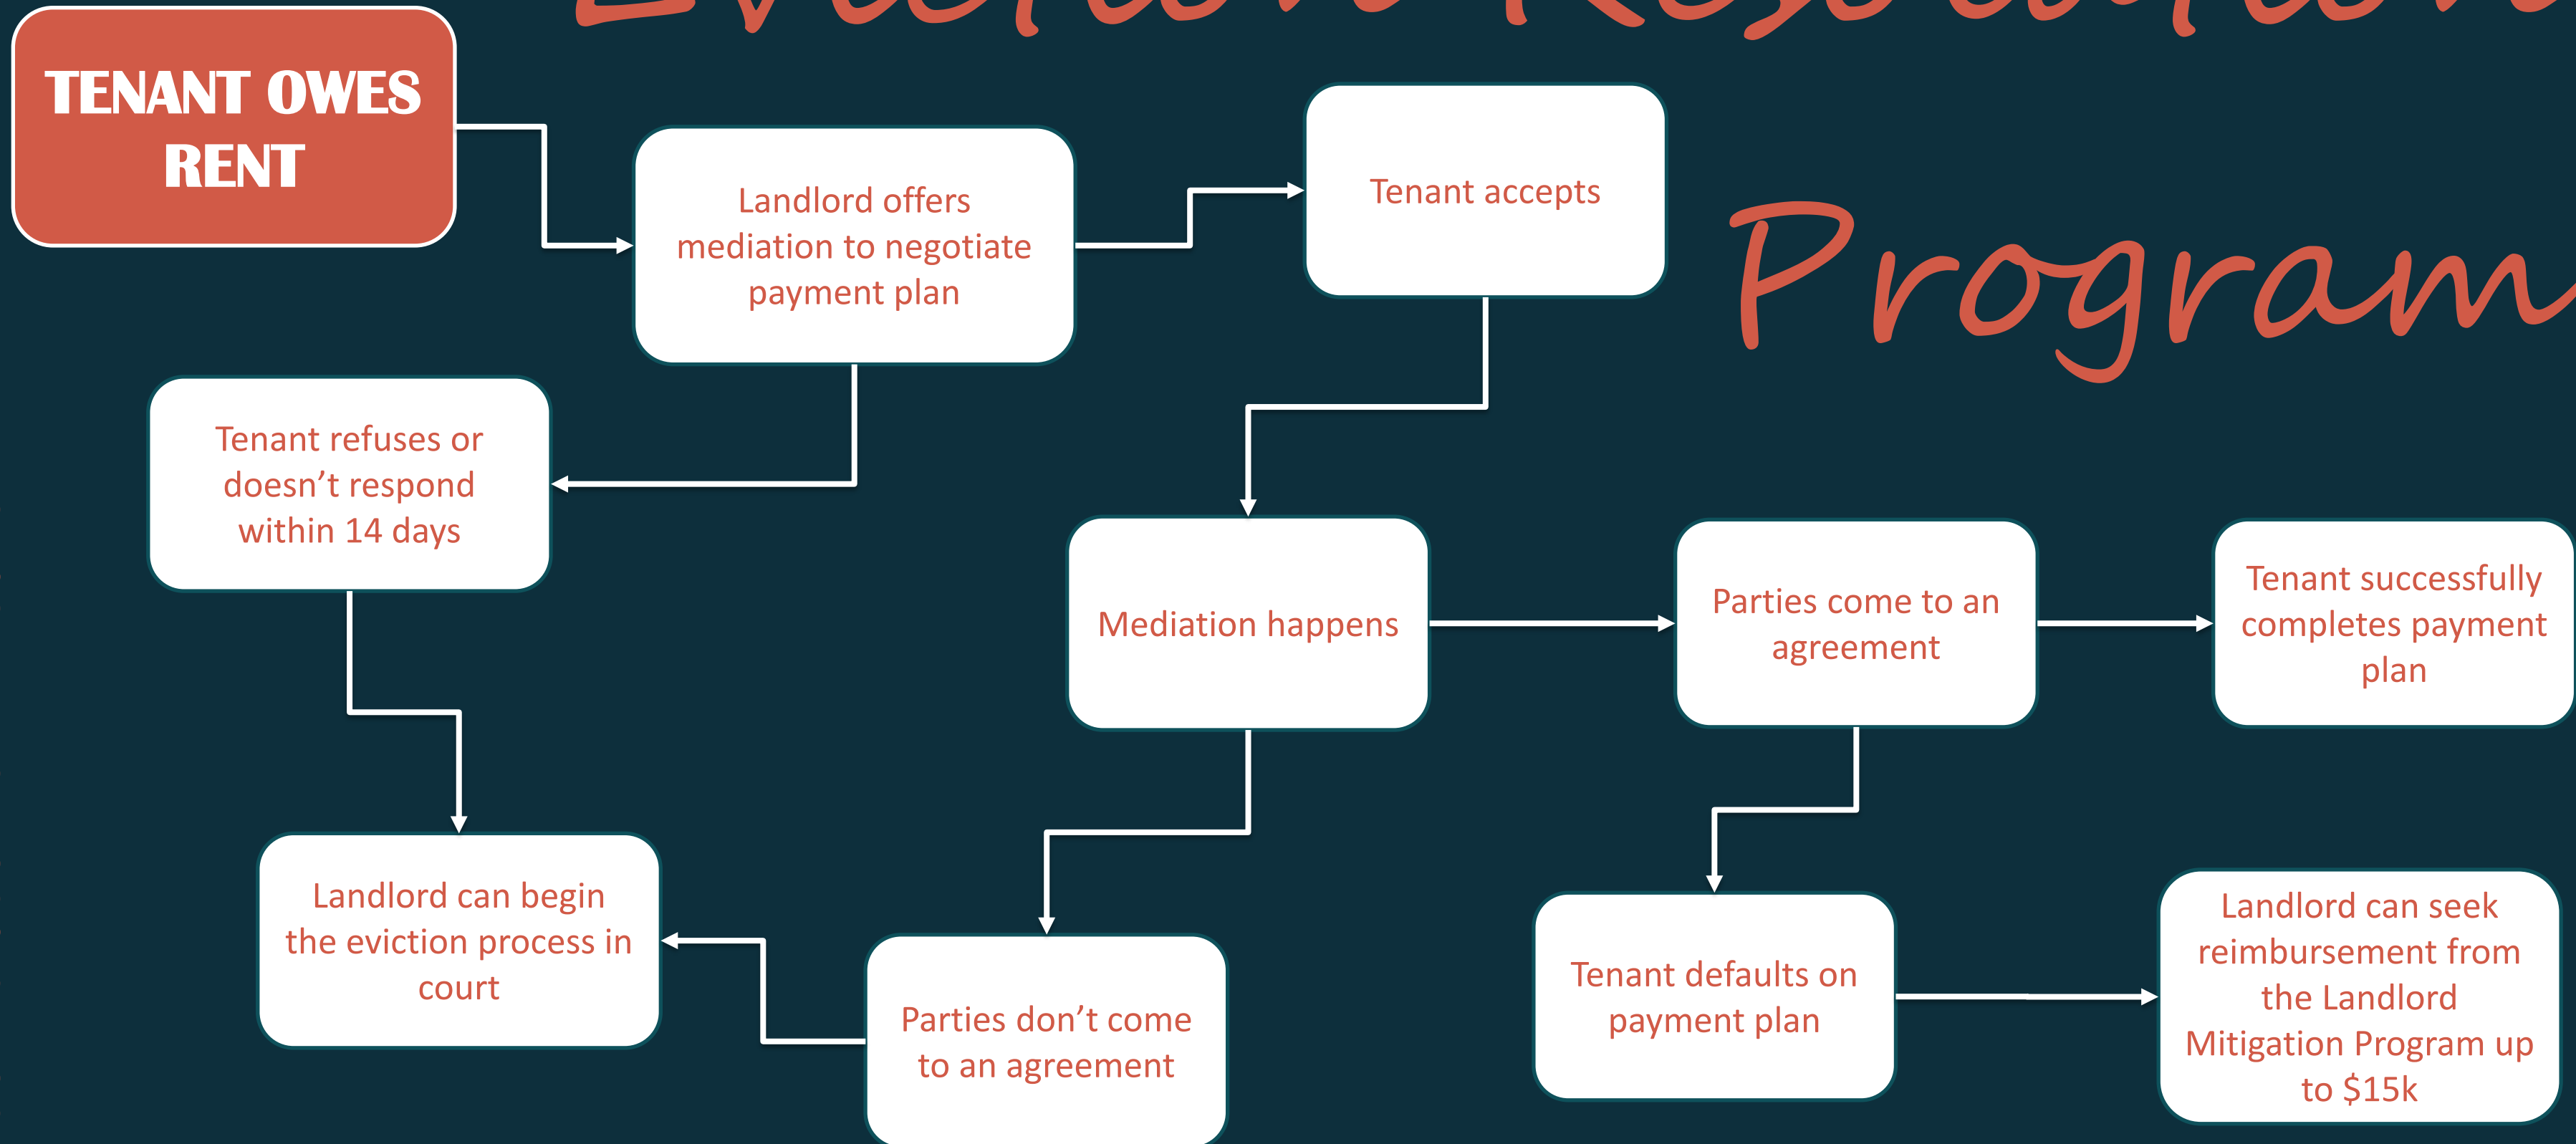 Eviction Resolution
Program
TENANT OWES
RENT
Landlord offers
mediation to negotiate
payment plan
Tenant accepts
Tenant refuses or
doesn’t respond
within 14 days
Mediation happens
Parties come to an
agreement
Tenant successfully
completes payment
plan
Landlord can begin
the eviction process in
court
Parties don’t come
to an agreement
Tenant defaults on
payment plan
Landlord can seek
reimbursement from
the Landlord
Mitigation Program up
to $15k